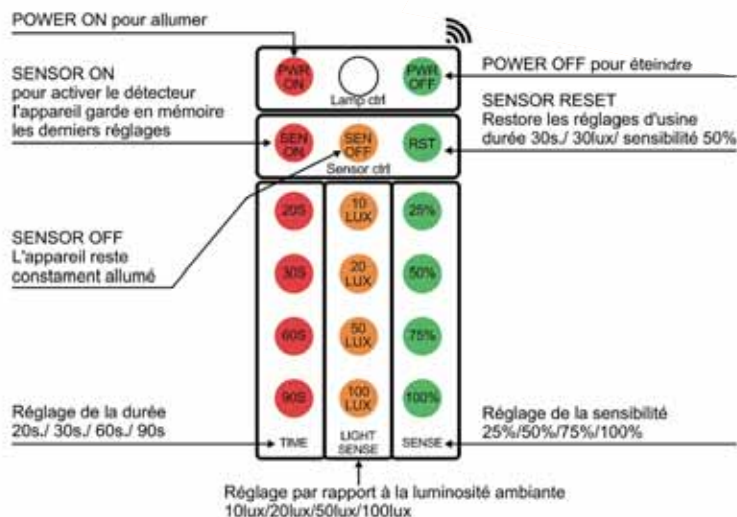 POWER ON pour allumer
SENSOR ON
pour activer le détecteur
l'appareil garde en mémoire
les derniers réglages
SENSOR OFF
L'appareil reste
constament allumé
Réglage de la durée
20s./ 30s./ 60s./ 90s
PWR
ON
Lamp ctrl
PWR
OFF
SEN
ON
SEN
OFF
Sensor ctrl
RST
20S
10
LUX
25%
30S
20
LUX
50%
60S
50
LUX
75%
90S
100
LUX
100%
TIME
LIGHT
SENSE
SENSE
POWER OFF pour éteindre
SENSOR RESET
Restore les réglages d'usine
durée 30s./ 30lux/ sensibilité 50%
Réglage de la sensibilité
25%/50%/75%/100%
Réglage par rapport à la luminosité ambiante
10lux/20lux/50lux/100lux